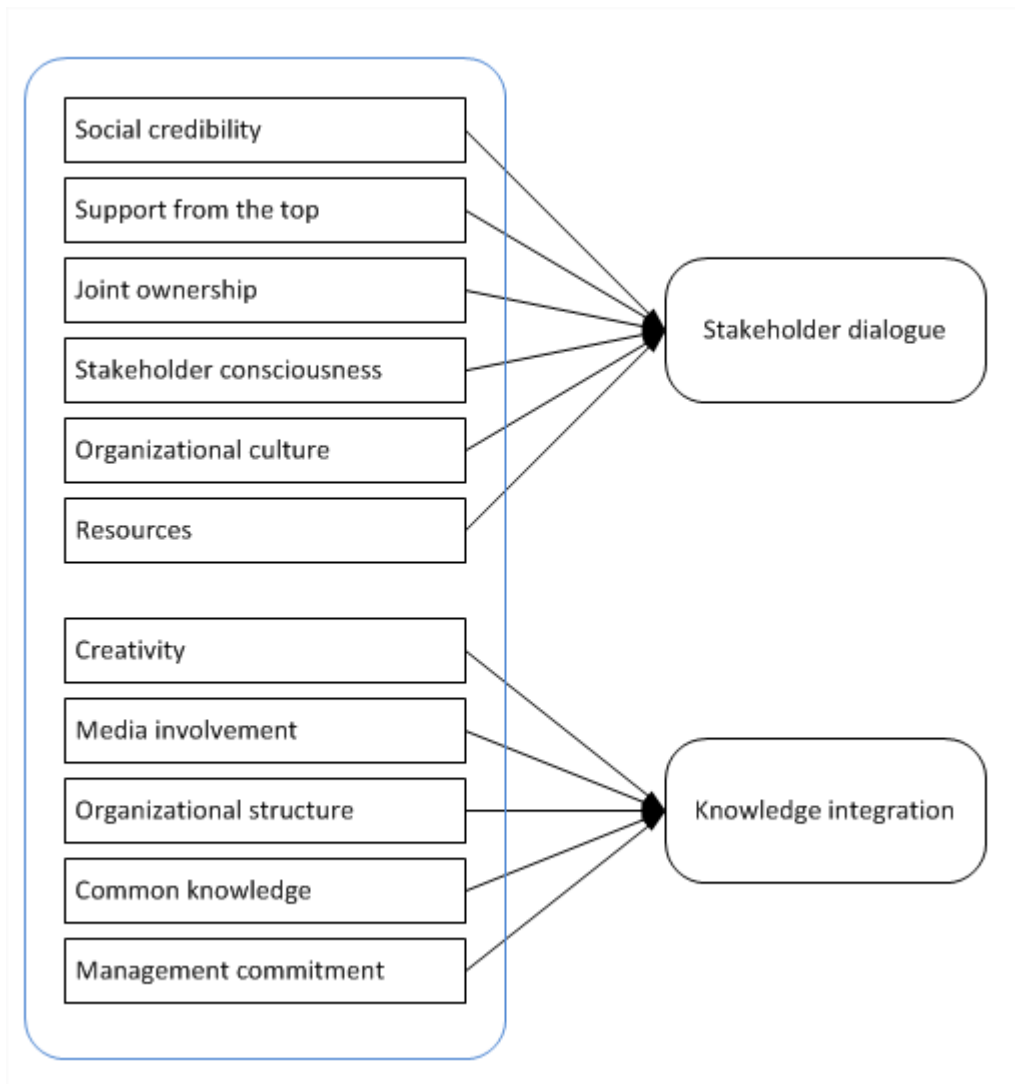 Social credibility
Support from the top
Joint ownership
Stakeholder consciousness
Organizational culture
Resources
Stakeholder dialogue
Creativity
Media involvement
Organizational structure
Common knowledge
Management commitment
Knowledge integration